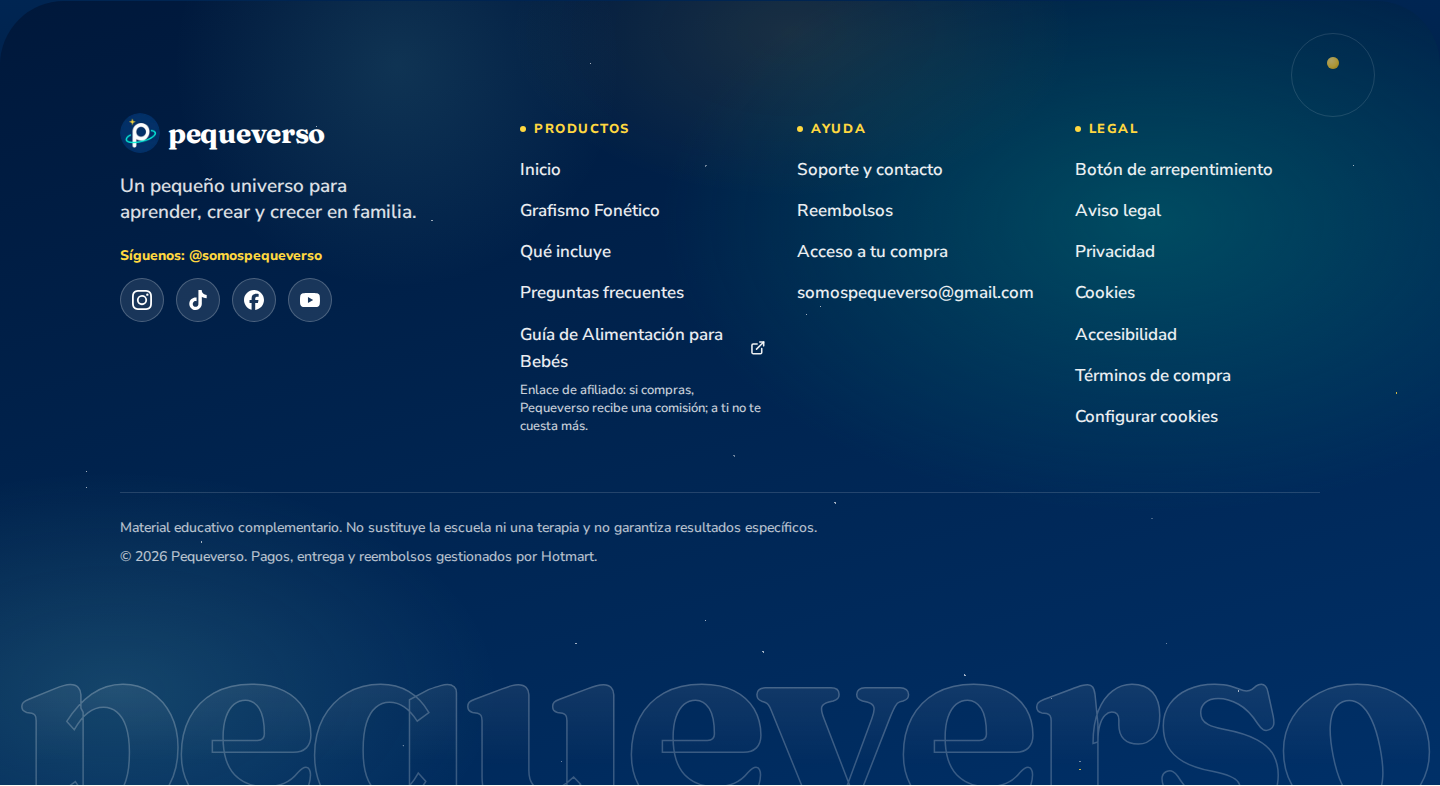 pequeverso
Un pequeño universo para
aprender, crear y crecer en familia.
Síguenos: @somospequeverso
PRODUCTOS
Inicio
Grafismo Fonético
Qué incluye
Preguntas frecuentes
Guía de Alimentación para
Bebés
Enlace de afiliado: si compras,
Pequeverso recibe una comisión; a ti no te
cuesta más.
AYUDA
Soporte y contacto
Reembolsos
Acceso a tu compra
somospequeverso@gmail.com
LEGAL
Botón de arrepentimiento
Aviso legal
Privacidad
Cookies
Accesibilidad
Términos de compra
Configurar cookies
Material educativo complementario. No sustituye la escuela ni una terapia y no garantiza resultados específicos.
© 2026 Pequeverso. Pagos, entrega y reembolsos gestionados por Hotmart.
pequeverso